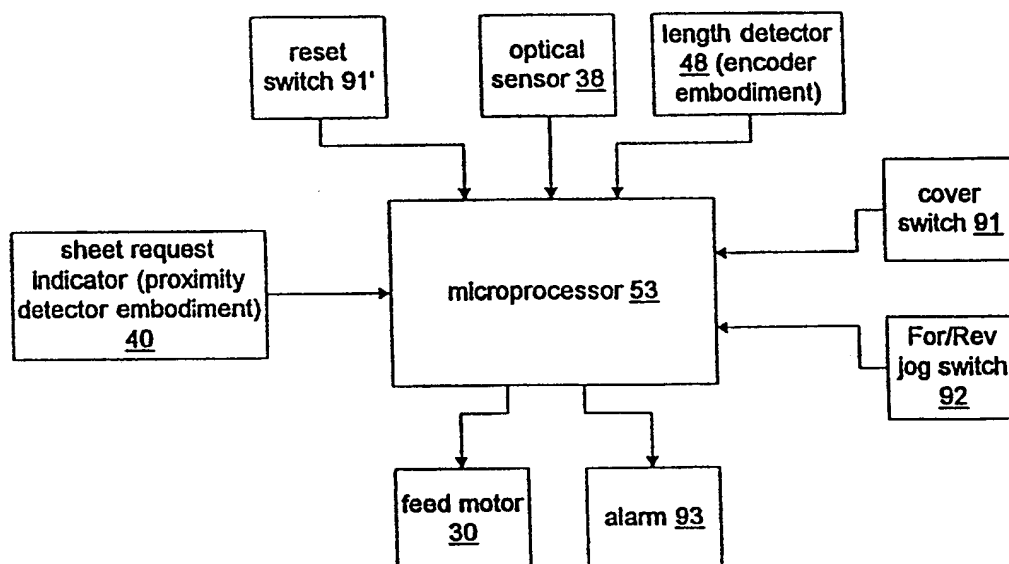 reset
switch 91'
optical
sensor 38
length detector
48 (encoder
embodiment)
cover
switch 91
sheet request
indicator (proximity
detector embodiment)
40
microprocessor 53
For/Rev
jog switch
92
feed motor
30
alarm 93